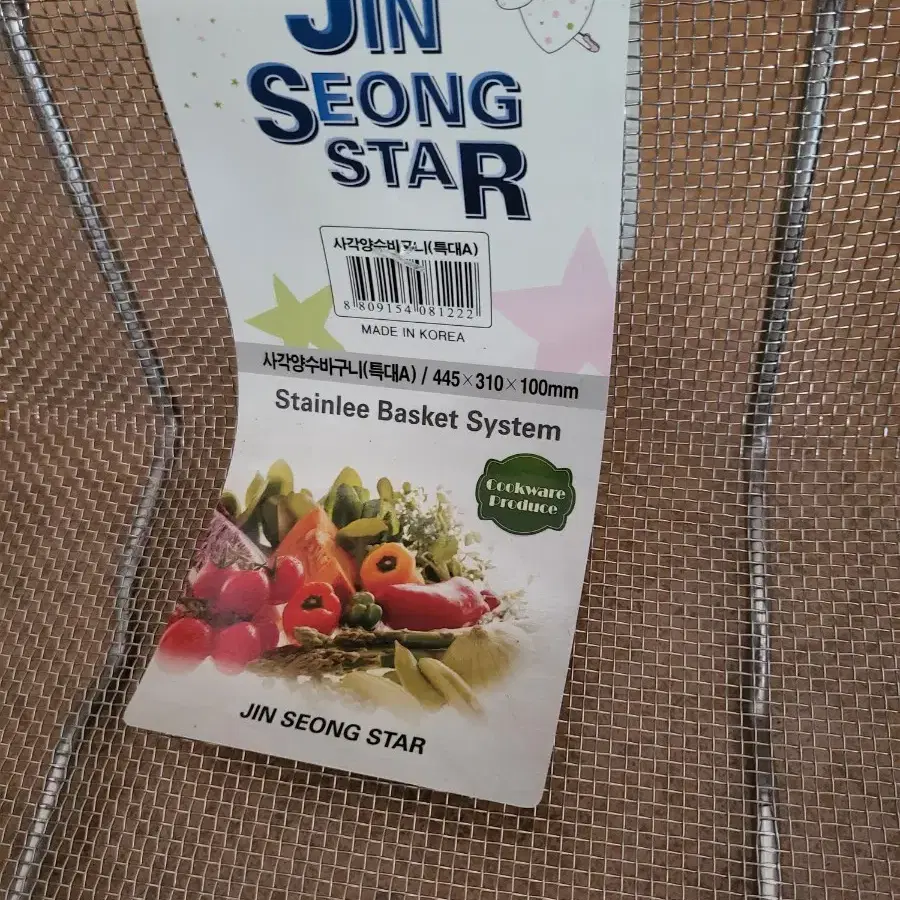 JIN
SEONG
STAR
사각양수바구니(특대A)
8 809154 081222
MADE IN KOREA
사각양수바구니(특대A) / 445×310×100mm
Stainlee Basket System
Cookware
Produce
JIN SEONG STAR